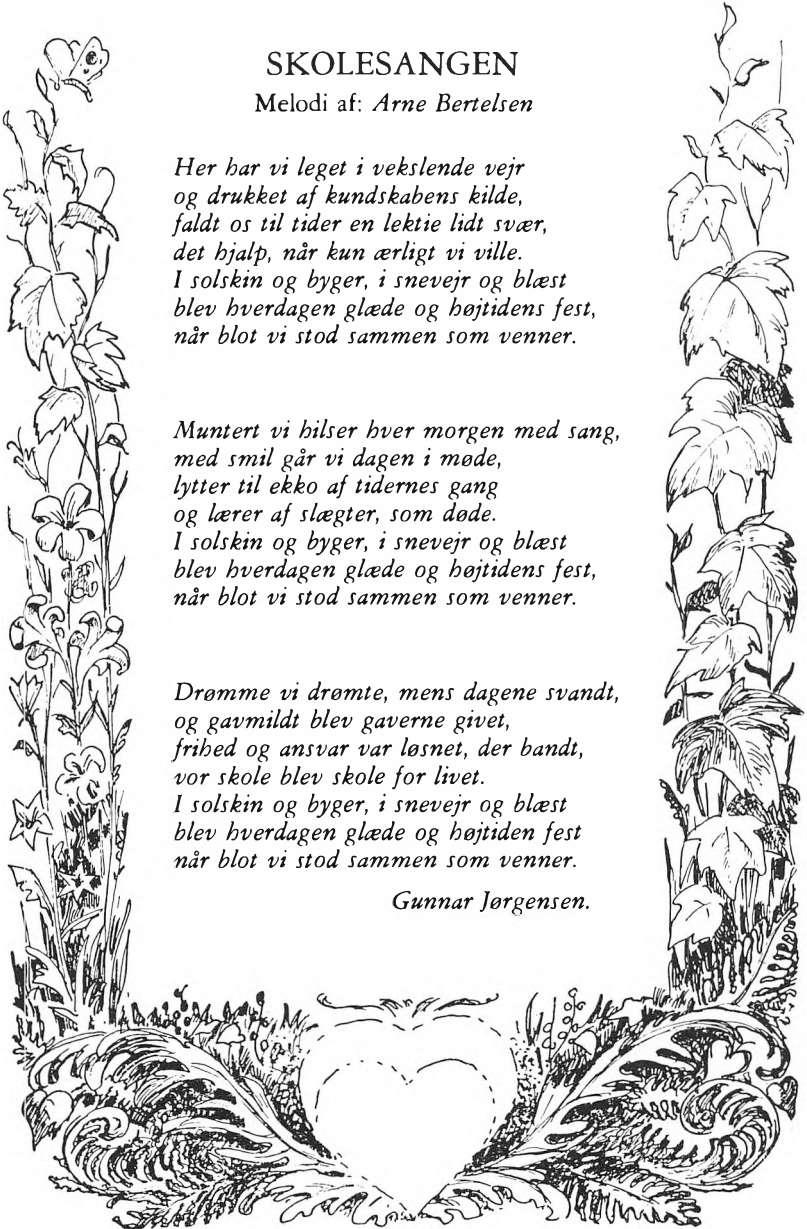 SKOLESANGEN
Melodi af: Arne Bertelsen
Her har vi leget i vekslende vejr
og drukket af kundskabens kilde,
faldt os til tider en lektie lidt svær,
det hjalp, når kun ærligt vi ville.
I solskin og byger, i snevejr og blæst
blev hverdagen glæde og højtidens fest,
når blot vi stod sammen som venner.
Muntert vi hilser hver morgen med sang,
med smil går vi dagen i møde,
lytter til ekko af tidernes gang
og lærer af slægter, som døde.
I solskin og byger, i snevejr og blæst
blev hverdagen glæde og højtidens fest,
når blot vi stod sammen som venner.
Drømme vi drømte, mens dagene svandt,
og gavmildt blev gaverne givet,
frihed og ansvar var løsnet, der bandt,
vor skole blev skole for livet.
I solskin og byger, i snevejr og blæst
blev hverdagen glæde og højtiden fest
når blot vi stod sammen som venner.
Gunnar Jørgensen.